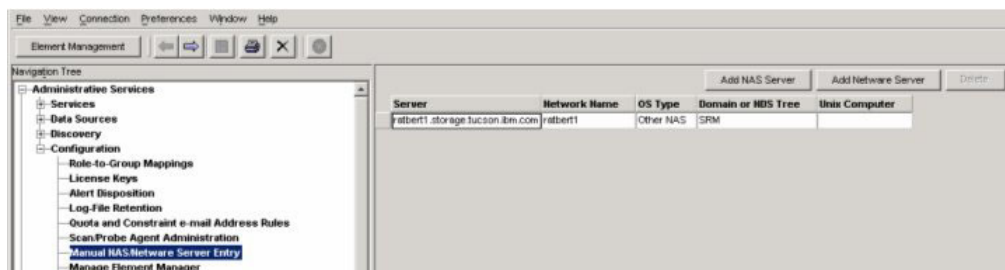 File View Connection Preferences Window Help
Element Management
Navigation Tree
Administrative Services
Services
Data Sources
Discovery
Configuration
Role-to-Group Mappings
License Keys
Alert Disposition
Log-File Retention
Quota and Constraint e-mail Address Rules
Scan/Probe Agent Administration
Manual NAS/Netware Server Entry
Manage Element Manager
Add NAS Server Add Netware Server Delete
Server Network Name OS Type Domain or NDS Tree Unix Computer
ratbert1.storage.tucson.ibm.com ratbert1 Other NAS SRM